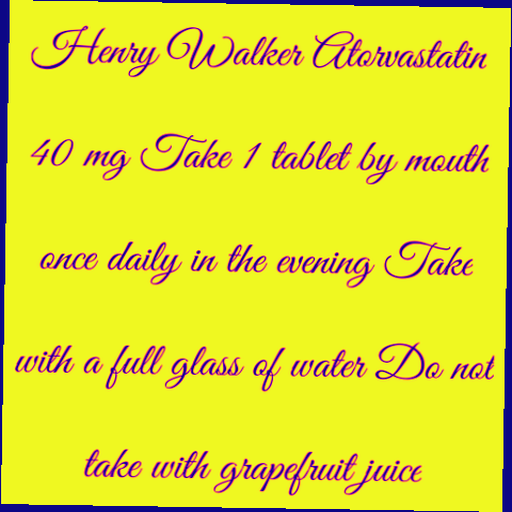 Henry Walker Atorvastatin
40 mg Take 1 tablet by mouth
once daily in the evening Take
with a full glass of water Do not
take with grapefruit juice